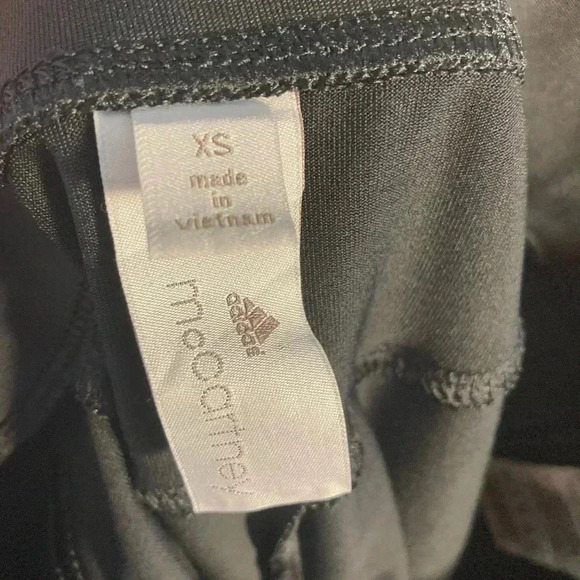 XS
made
in
vietnam
adidas
mccartney